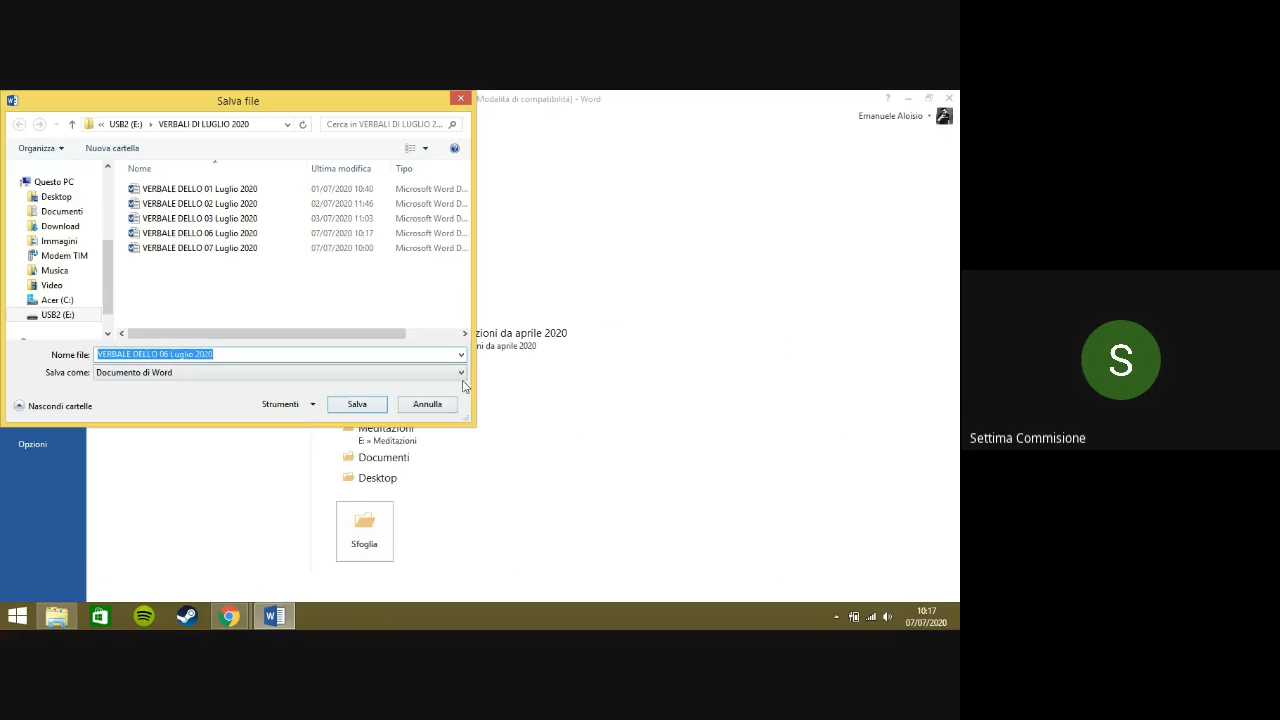 Salva file
Modalità di compatibilità] - Word
?
Emanuele Aloisio
« USB2 (E:) VERBALI DI LUGLIO 2020
Cerca in VERBALI DI LUGLIO 2...
Organizza
Nuova cartella
Nome Ultima modifica Tipo
Questo PC
Desktop
Documenti
Download
Immagini
Modem TIM
Musica
Video
Acer (C:)
USB2 (E:)
VERBALE DELLO 01 Luglio 2020 01/07/2020 10:40 Microsoft Word D...
VERBALE DELLO 02 Luglio 2020 02/07/2020 11:46 Microsoft Word D...
VERBALE DELLO 03 Luglio 2020 03/07/2020 11:03 Microsoft Word D...
VERBALE DELLO 06 Luglio 2020 07/07/2020 10:17 Microsoft Word D...
VERBALE DELLO 07 Luglio 2020 07/07/2020 10:00 Microsoft Word D...
Nome file: VERBALE DELLO 06 Luglio 2020
Salva come: Documento di Word
Nascondi cartelle
Strumenti
Salva
Annulla
zioni da aprile 2020
ni da aprile 2020
Opzioni
Meditazioni
E: » Meditazioni
Documenti
Desktop
Sfoglia
10:17
07/07/2020
S
Settima Commisione